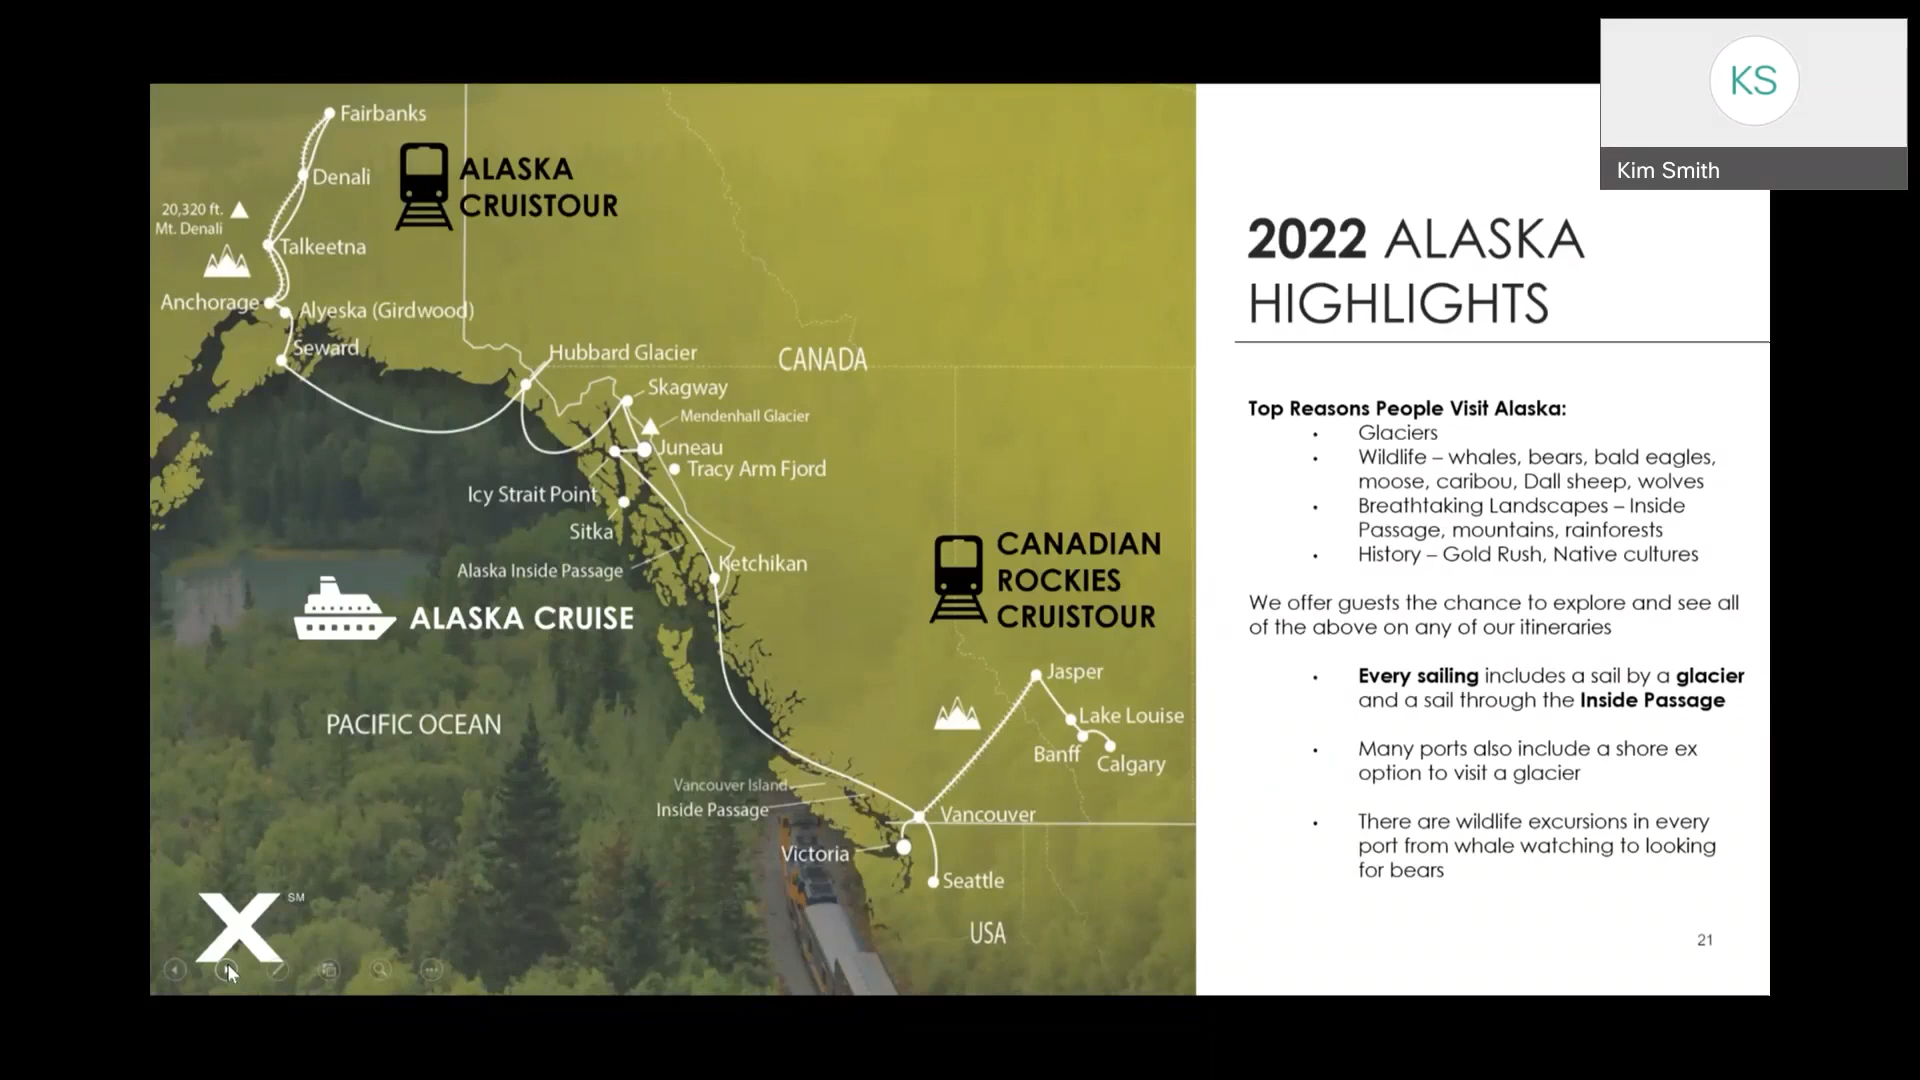 KS
Kim Smith
Fairbanks
Denali
ALASKA
CRUISTOUR
20,320 ft.
Mt. Denali
Talkeetna
Anchorage
Alyeska (Girdwood)
Seward
Hubbard Glacier
CANADA
Skagway
Mendenhall Glacier
Juneau
Tracy Arm Fjord
Icy Strait Point
Sitka
Alaska Inside Passage
Ketchikan
ALASKA CRUISE
CANADIAN
ROCKIES
CRUISTOUR
PACIFIC OCEAN
Jasper
Lake Louise
Banff
Calgary
Vancouver Island
Inside Passage
Vancouver
Victoria
Seattle
USA
X SM
2022 ALASKA
HIGHLIGHTS
Top Reasons People Visit Alaska:
• Glaciers
• Wildlife – whales, bears, bald eagles,
moose, caribou, Dall sheep, wolves
• Breathtaking Landscapes – Inside
Passage, mountains, rainforests
• History – Gold Rush, Native cultures
We offer guests the chance to explore and see all
of the above on any of our itineraries
• Every sailing includes a sail by a glacier
and a sail through the Inside Passage
• Many ports also include a shore ex
option to visit a glacier
• There are wildlife excursions in every
port from whale watching to looking
for bears
21